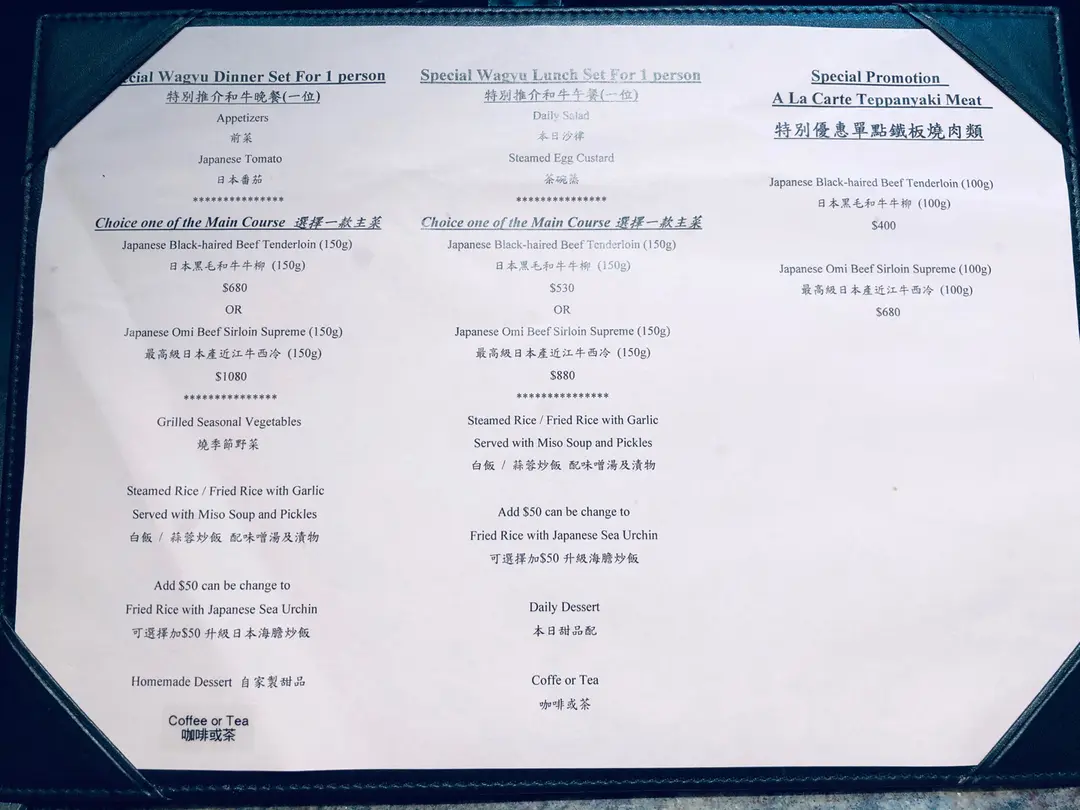 cial Wagyu Dinner Set For 1 person
特別推介和牛晚餐(一位)
Appetizers
前菜
Japanese Tomato
日本番茄
***************
Choice one of the Main Course 選擇一款主菜
Japanese Black-haired Beef Tenderloin (150g)
日本黑毛和牛牛柳 (150g)
$680
OR
Japanese Omi Beef Sirloin Supreme (150g)
最高級日本產近江牛西冷 (150g)
$1080
***************
Grilled Seasonal Vegetables
燒季節野菜
Steamed Rice / Fried Rice with Garlic
Served with Miso Soup and Pickles
白飯 / 蒜蓉炒飯 配味噌湯及漬物
Add $50 can be change to
Fried Rice with Japanese Sea Urchin
可選擇加$50 升級日本海膽炒飯
Homemade Dessert 自家製甜品
Coffee or Tea
咖啡或茶
Special Wagyu Lunch Set For 1 person
特別推介和牛午餐(一位)
Daily Salad
本日沙律
Steamed Egg Custard
茶碗蒸
***************
Choice one of the Main Course 選擇一款主菜
Japanese Black-haired Beef Tenderloin (150g)
日本黑毛和牛牛柳 (150g)
$530
OR
Japanese Omi Beef Sirloin Supreme (150g)
最高級日本產近江牛西冷 (150g)
$880
***************
Steamed Rice / Fried Rice with Garlic
Served with Miso Soup and Pickles
白飯 / 蒜蓉炒飯 配味噌湯及漬物
Add $50 can be change to
Fried Rice with Japanese Sea Urchin
可選擇加$50 升級海膽炒飯
Daily Dessert
本日甜品配
Coffe or Tea
咖啡或茶
Special Promotion
A La Carte Teppanyaki Meat
特別優惠單點鐵板燒肉類
Japanese Black-haired Beef Tenderloin (100g)
日本黑毛和牛牛柳 (100g)
$400
Japanese Omi Beef Sirloin Supreme (100g)
最高級日本產近江牛西冷 (100g)
$680